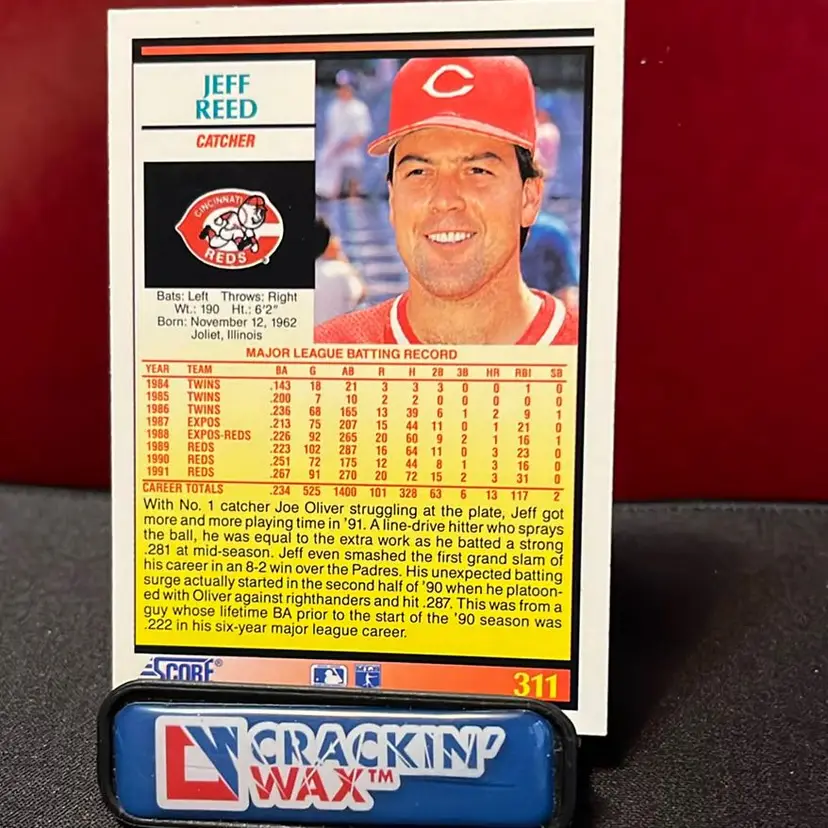 JEFF
REED
CATCHER
C
CINCINNATI
REDS
Bats: Left Throws: Right
Wt.: 190 Ht.: 6'2"
Born: November 12, 1962
Joliet, Illinois
MAJOR LEAGUE BATTING RECORD
YEAR TEAM BA G AB R H 2B 3B HR RBI SB
1984 TWINS .143 18 21 3 3 3 0 0 1 0
1985 TWINS .200 7 10 2 2 0 0 0 0 0
1986 TWINS .236 68 165 13 39 6 1 2 9 1
1987 EXPOS .213 75 207 15 44 11 0 1 21 0
1988 EXPOS-REDS .226 92 265 20 60 9 2 1 16 1
1989 REDS .223 102 287 16 64 11 0 3 23 0
1990 REDS .251 72 175 12 44 8 1 3 16 0
1991 REDS .267 91 270 20 72 15 2 3 31 0
CAREER TOTALS .234 525 1400 101 328 63 6 13 117 2
With No. 1 catcher Joe Oliver struggling at the plate, Jeff got
more and more playing time in '91. A line-drive hitter who sprays
the ball, he was equal to the extra work as he batted a strong
.281 at mid-season. Jeff even smashed the first grand slam of
his career in an 8-2 win over the Padres. His unexpected batting
surge actually started in the second half of '90 when he platoon-
ed with Oliver against righthanders and hit .287. This was from a
guy whose lifetime BA prior to the start of the '90 season was
.222 in his six-year major league career.
SCORE® 311
CRACKIN'
WAX™